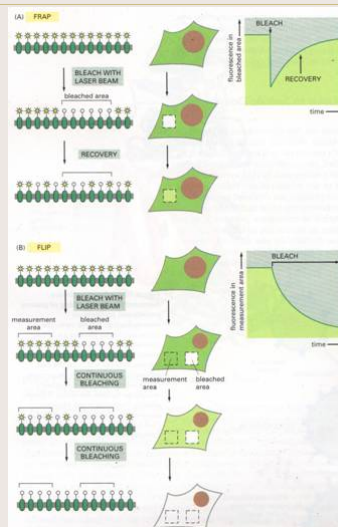 (A) FRAP
BLEACH WITH
LASER BEAM
bleached area
RECOVERY
fluorescence in
bleached area
BLEACH
RECOVERY
time
(B) FLIP
BLEACH WITH
LASER BEAM
measurement
area
bleached
area
CONTINUOUS
BLEACHING
CONTINUOUS
BLEACHING
measurement
area
bleached
area
fluorescence in
measurement area
BLEACH
time